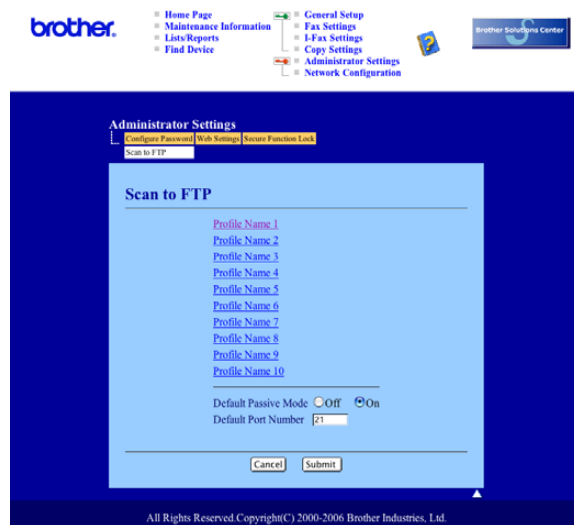 brother.
Home Page
Maintenance Information
Lists/Reports
Find Device
General Setup
Fax Settings
I-Fax Settings
Copy Settings
Administrator Settings
Network Configuration
Brother Solutions Center
Administrator Settings
Configure Password Web Settings Secure Function Lock
Scan to FTP
Scan to FTP
Profile Name 1
Profile Name 2
Profile Name 3
Profile Name 4
Profile Name 5
Profile Name 6
Profile Name 7
Profile Name 8
Profile Name 9
Profile Name 10
Default Passive Mode Off On
Default Port Number 21
Cancel Submit
All Rights Reserved.Copyright(C) 2000-2006 Brother Industries, Ltd.